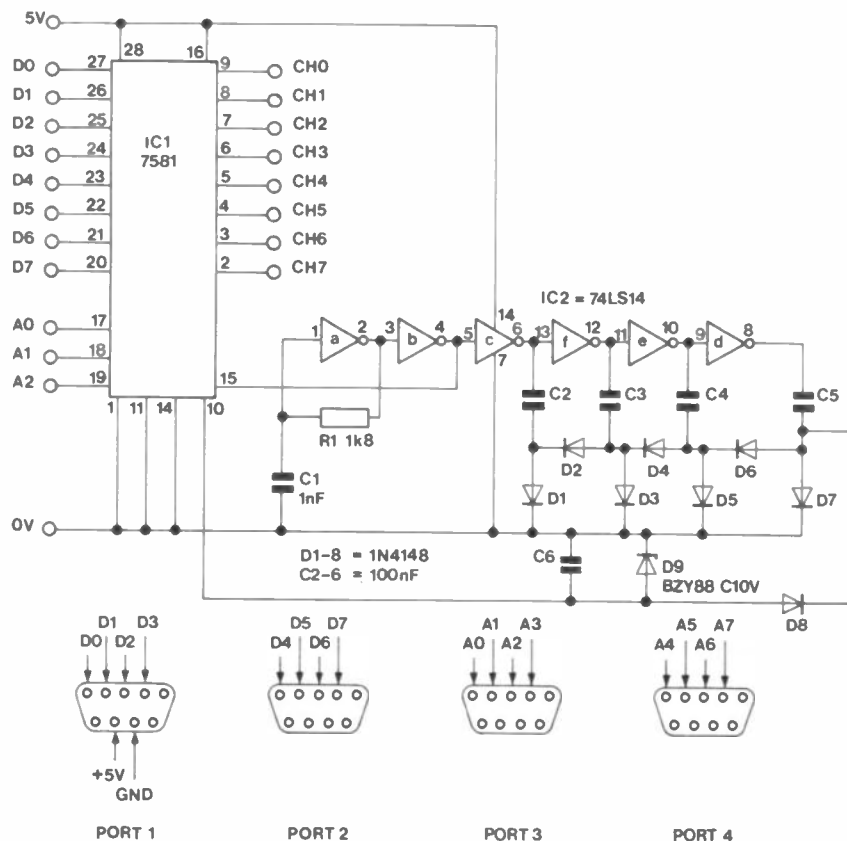 5V
28 16
D0 27 9 CH0
D1 26 8 CH1
D2 25 7 CH2
IC1
7581
D3 24 6 CH3
D4 23 5 CH4
D5 22 4 CH5
D6 21 3 CH6
D7 20 2 CH7
IC2 = 74LS14
A0 17
A1 18
A2 19 15
1 a 2 3 b 4 5 c 14 7 6 13 f 12 11 e 10 9 d 8
1 11 14 10
R1 1k8
C2 C3 C4 C5
D2 D4 D6
C1
1nF
D1 D3 D5 D7
0V
D1-8 = 1N4148
C2-6 = 100nF
C6
D9
BZY88 C10V
D8
D1 D3
D0 D2
D5 D7
D4 D6
A1 A3
A0 A2
A5 A7
A4 A6
+5V
GND
PORT 1 PORT 2 PORT 3 PORT 4